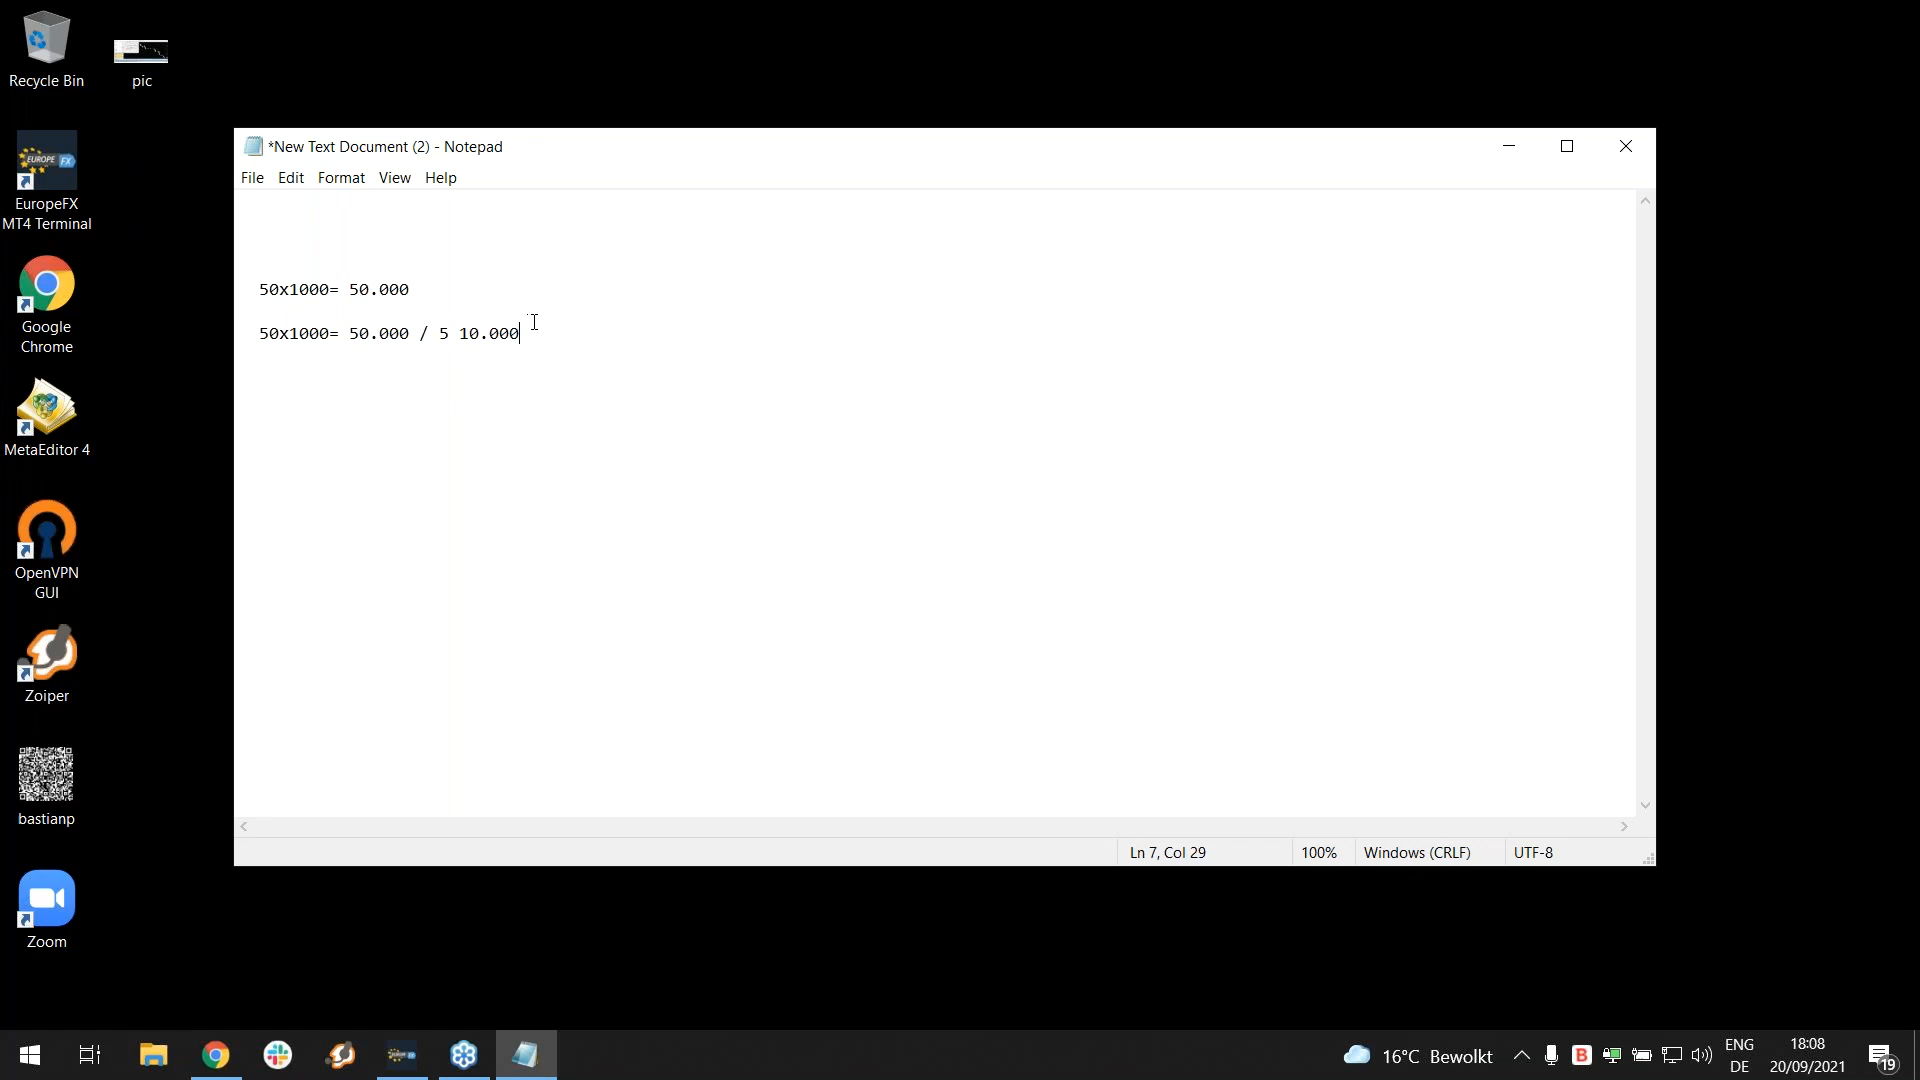 Recycle Bin
pic
EUROPE FX
EuropeFX
MT4 Terminal
Google
Chrome
MetaEditor 4
OpenVPN
GUI
Zoiper
bastianp
Zoom
*New Text Document (2) - Notepad
File Edit Format View Help
50x1000= 50.000
50x1000= 50.000 / 5 10.000
Ln 7, Col 29 100% Windows (CRLF) UTF-8
16°C Bewolkt B ENG 18:08
DE 20/09/2021 19